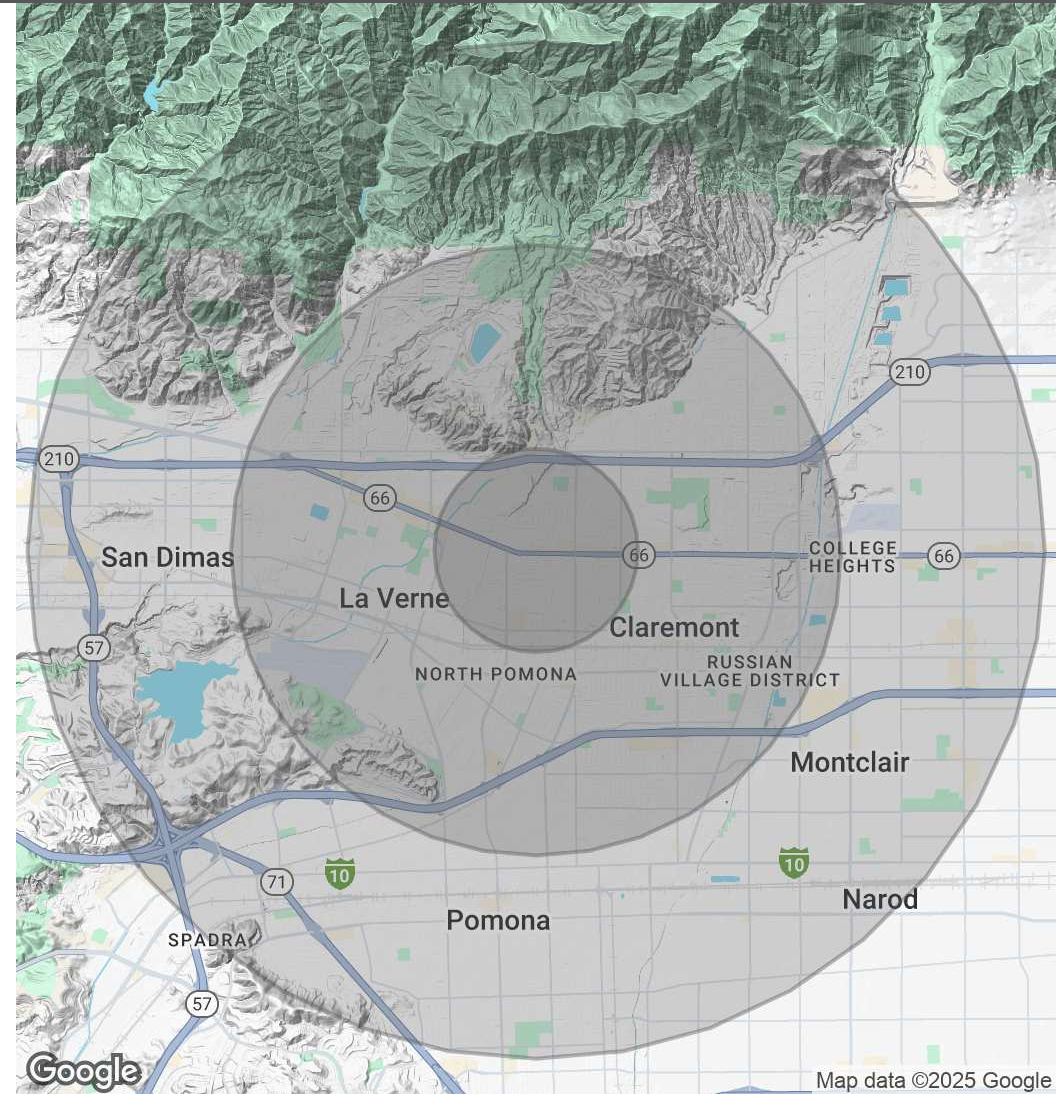 210
210
66
San Dimas
66
COLLEGE
HEIGHTS
66
La Verne
Claremont
57
NORTH POMONA
RUSSIAN
VILLAGE DISTRICT
Montclair
10
10
71
Narod
Pomona
SPADRA
57
Google
Map data ©2025 Google